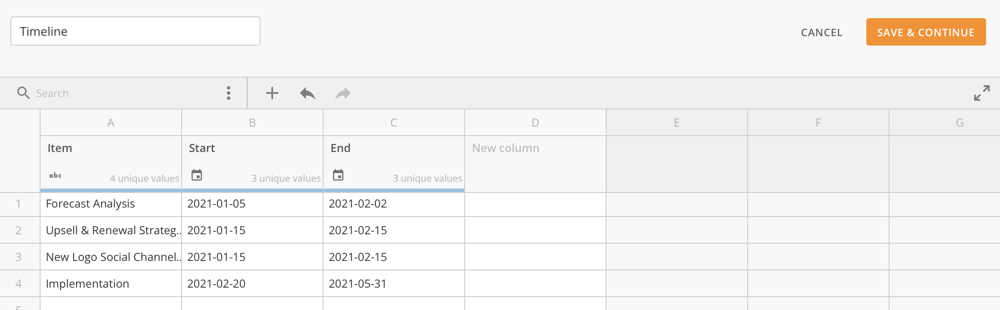 Timeline
CANCEL
SAVE & CONTINUE
Search
A B C D E F G
Item Start End New column
abc 4 unique values 3 unique values 3 unique values
1 Forecast Analysis 2021-01-05 2021-02-02
2 Upsell & Renewal Strateg.. 2021-01-15 2021-02-15
3 New Logo Social Channel.. 2021-01-15 2021-02-15
4 Implementation 2021-02-20 2021-05-31
5